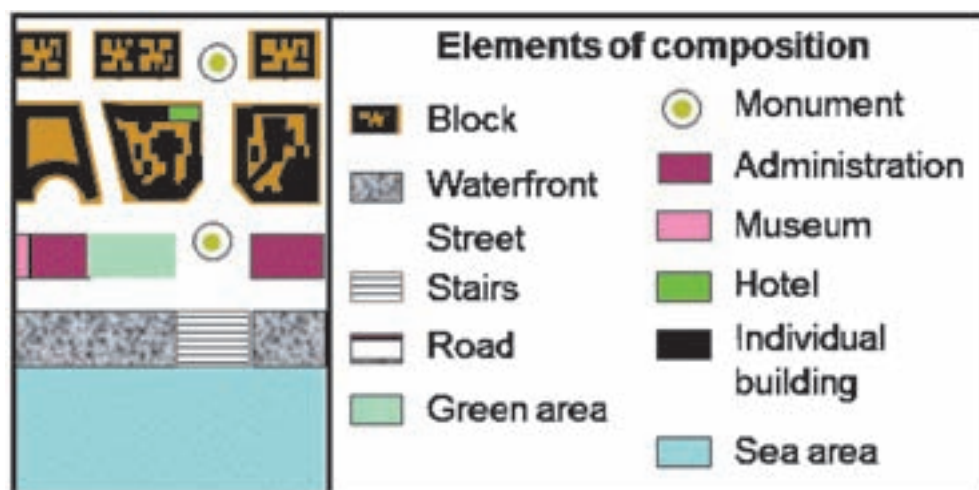 Elements of composition
Block
Waterfront
Street
Stairs
Road
Green area
Monument
Administration
Museum
Hotel
Individual
building
Sea area